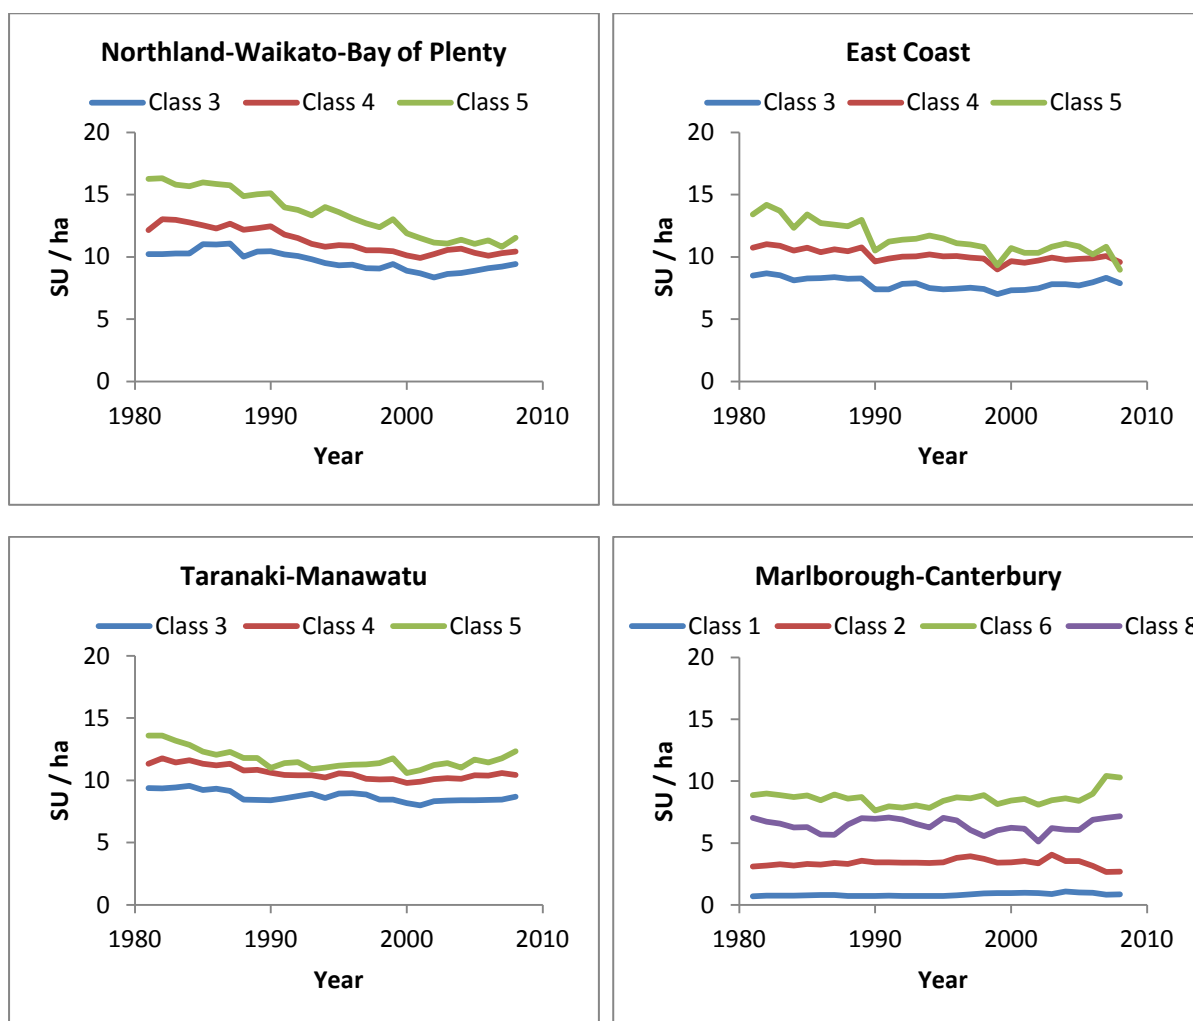 Northland-Waikato-Bay of Plenty
Class 3 Class 4 Class 5
20
15
10
5
0
SU / ha
1980 1990 2000 2010
Year
East Coast
Class 3 Class 4 Class 5
20
15
10
5
0
SU / ha
1980 1990 2000 2010
Year
Taranaki-Manawatu
Class 3 Class 4 Class 5
20
15
10
5
0
SU / ha
1980 1990 2000 2010
Year
Marlborough-Canterbury
Class 1 Class 2 Class 6 Class 8
20
15
10
5
0
SU / ha
1980 1990 2000 2010
Year